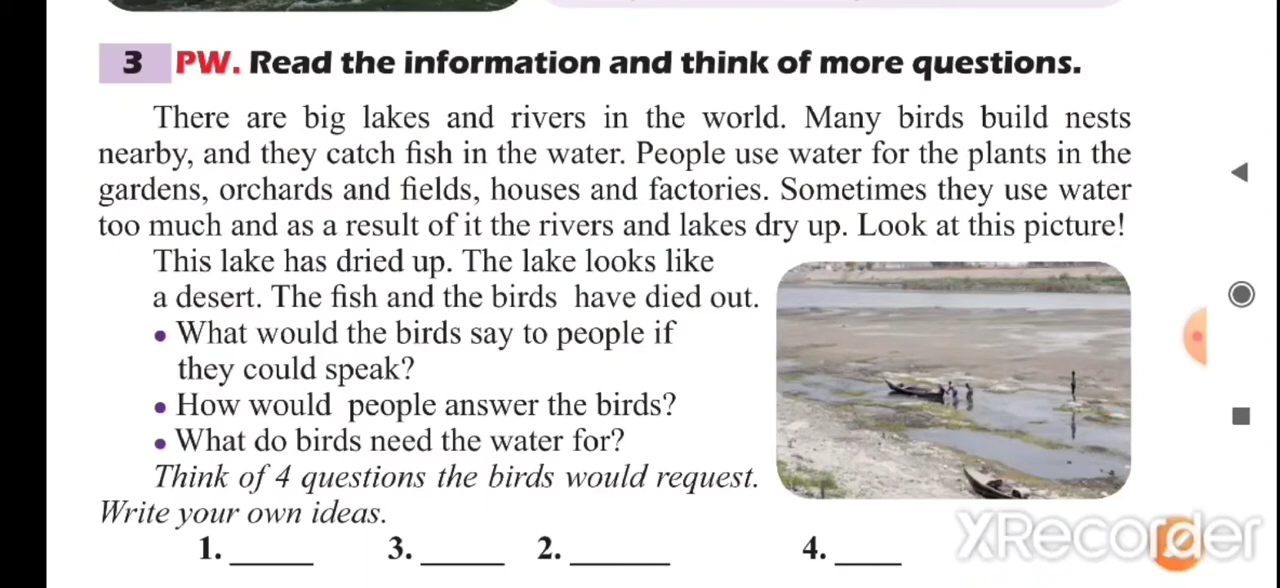 3 PW. Read the information and think of more questions.
There are big lakes and rivers in the world. Many birds build nests
nearby, and they catch fish in the water. People use water for the plants in the
gardens, orchards and fields, houses and factories. Sometimes they use water
too much and as a result of it the rivers and lakes dry up. Look at this picture!
This lake has dried up. The lake looks like
a desert. The fish and the birds have died out.
• What would the birds say to people if
they could speak?
• How would people answer the birds?
• What do birds need the water for?
Think of 4 questions the birds would request.
Write your own ideas.
1. _____ 3. _____ 2. ______ 4. ____
XRecorder